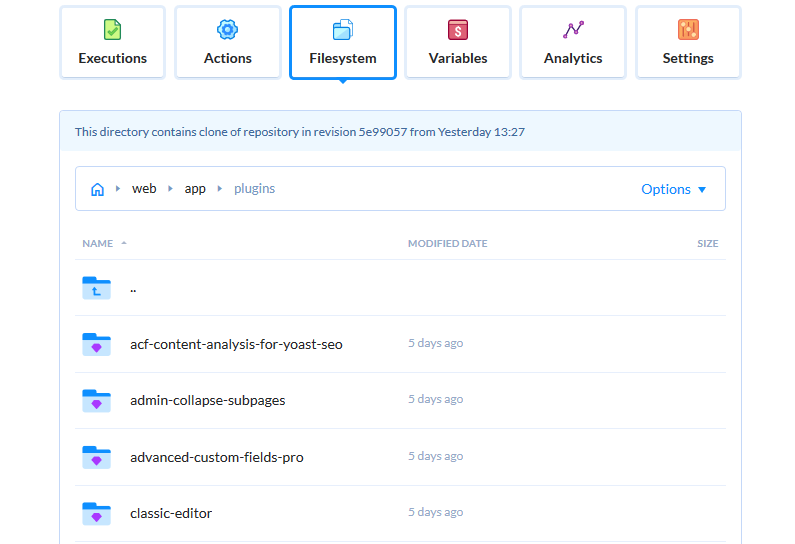 Executions Actions Filesystem Variables Analytics Settings
This directory contains clone of repository in revision 5e99057 from Yesterday 13:27
web app plugins Options
NAME MODIFIED DATE SIZE
..
acf-content-analysis-for-yoast-seo 5 days ago
admin-collapse-subpages 5 days ago
advanced-custom-fields-pro 5 days ago
classic-editor 5 days ago